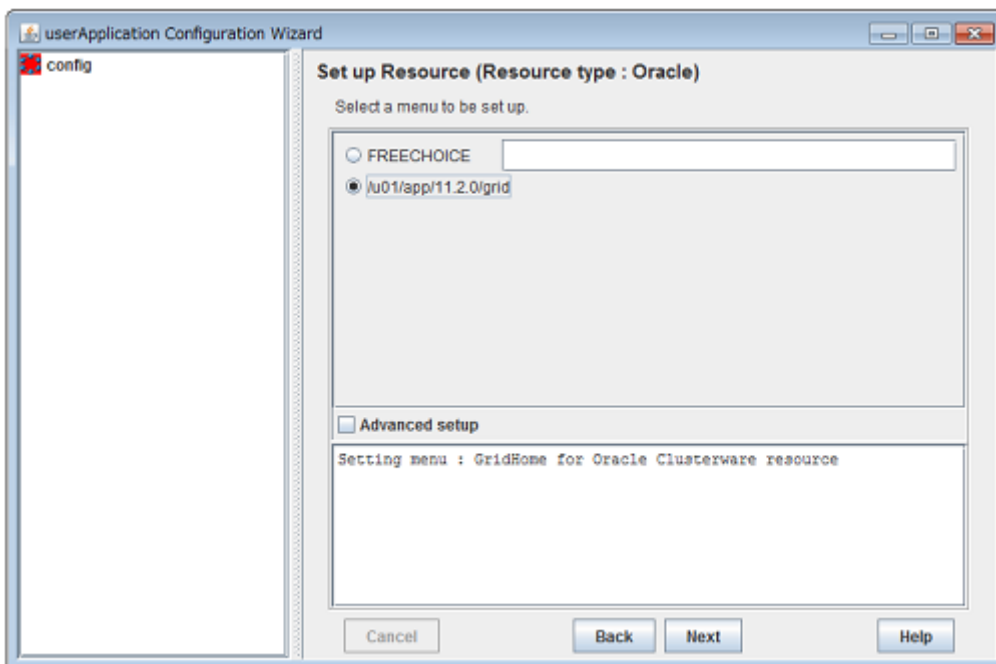 userApplication Configuration Wizard
config
Set up Resource (Resource type : Oracle)
Select a menu to be set up.
FREECHOICE
/u01/app/11.2.0/grid
Advanced setup
Setting menu : GridHome for Oracle Clusterware resource
Cancel Back Next Help